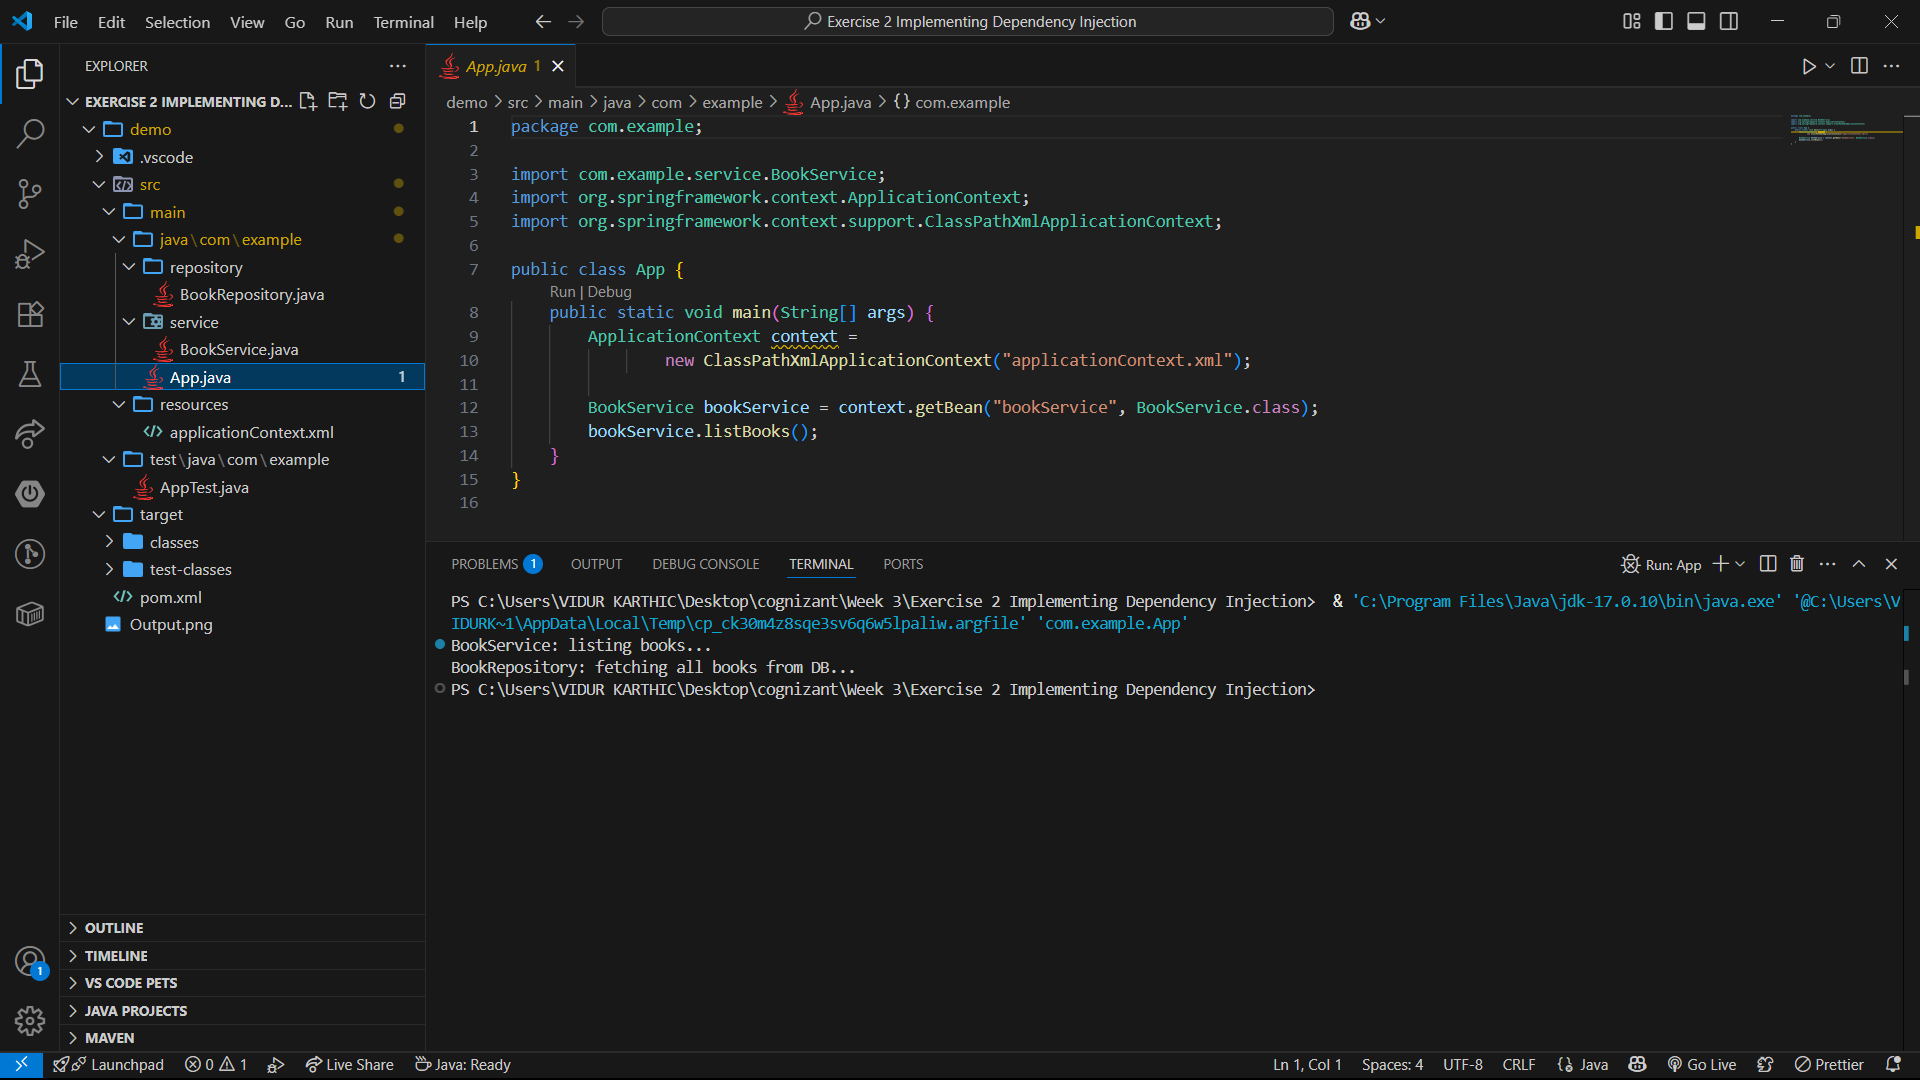 File Edit Selection View Go Run Terminal Help
Exercise 2 Implementing Dependency Injection
EXPLORER
EXERCISE 2 IMPLEMENTING D...
demo
.vscode
src
main
java\com\example
repository
BookRepository.java
service
BookService.java
App.java 1
resources
applicationContext.xml
test\java\com\example
AppTest.java
target
classes
test-classes
pom.xml
Output.png
OUTLINE
TIMELINE
VS CODE PETS
JAVA PROJECTS
MAVEN
1
App.java 1
demo > src > main > java > com > example > App.java > {} com.example
1 package com.example;
2
3 import com.example.service.BookService;
4 import org.springframework.context.ApplicationContext;
5 import org.springframework.context.support.ClassPathXmlApplicationContext;
6
7 public class App {
Run | Debug
8 public static void main(String[] args) {
9 ApplicationContext context =
10 new ClassPathXmlApplicationContext("applicationContext.xml");
11
12 BookService bookService = context.getBean("bookService", BookService.class);
13 bookService.listBooks();
14 }
15 }
16
PROBLEMS 1 OUTPUT DEBUG CONSOLE TERMINAL PORTS
Run: App
PS C:\Users\VIDUR KARTHIC\Desktop\cognizant\Week 3\Exercise 2 Implementing Dependency Injection> & 'C:\Program Files\Java\jdk-17.0.10\bin\java.exe' '@C:\Users\V
IDURK~1\AppData\Local\Temp\cp_ck30m4z8sqe3sv6q6w5lpaliw.argfile' 'com.example.App'
BookService: listing books...
BookRepository: fetching all books from DB...
PS C:\Users\VIDUR KARTHIC\Desktop\cognizant\Week 3\Exercise 2 Implementing Dependency Injection>
Launchpad 0 1 Live Share Java: Ready Ln 1, Col 1 Spaces: 4 UTF-8 CRLF {} Java Go Live Prettier